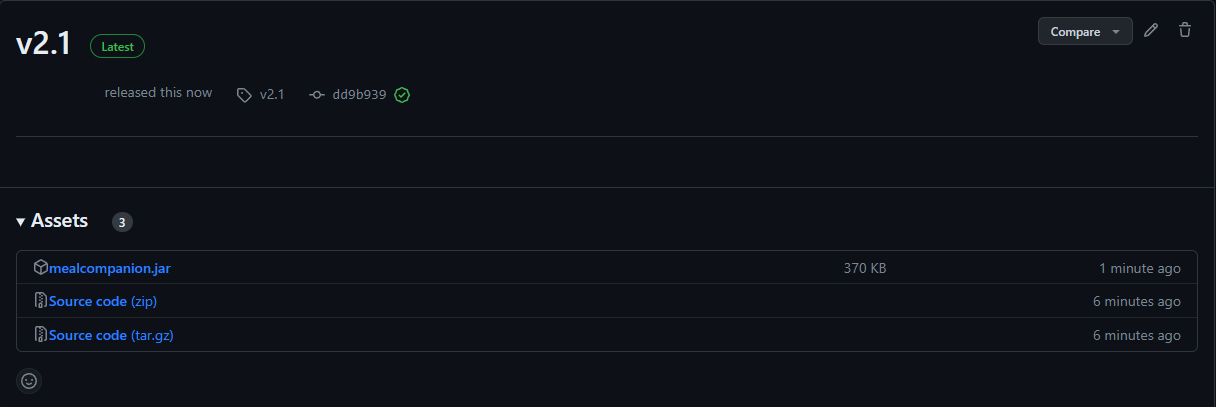 v2.1 Latest Compare
released this now v2.1 dd9b939
Assets 3
mealcompanion.jar 370 KB 1 minute ago
Source code (zip) 6 minutes ago
Source code (tar.gz) 6 minutes ago